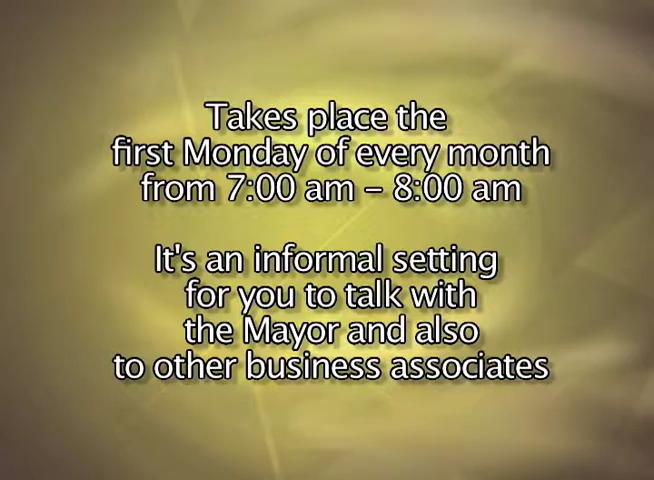 Takes place the
first Monday of every month
from 7:00 am – 8:00 am
It's an informal setting
for you to talk with
the Mayor and also
to other business associates